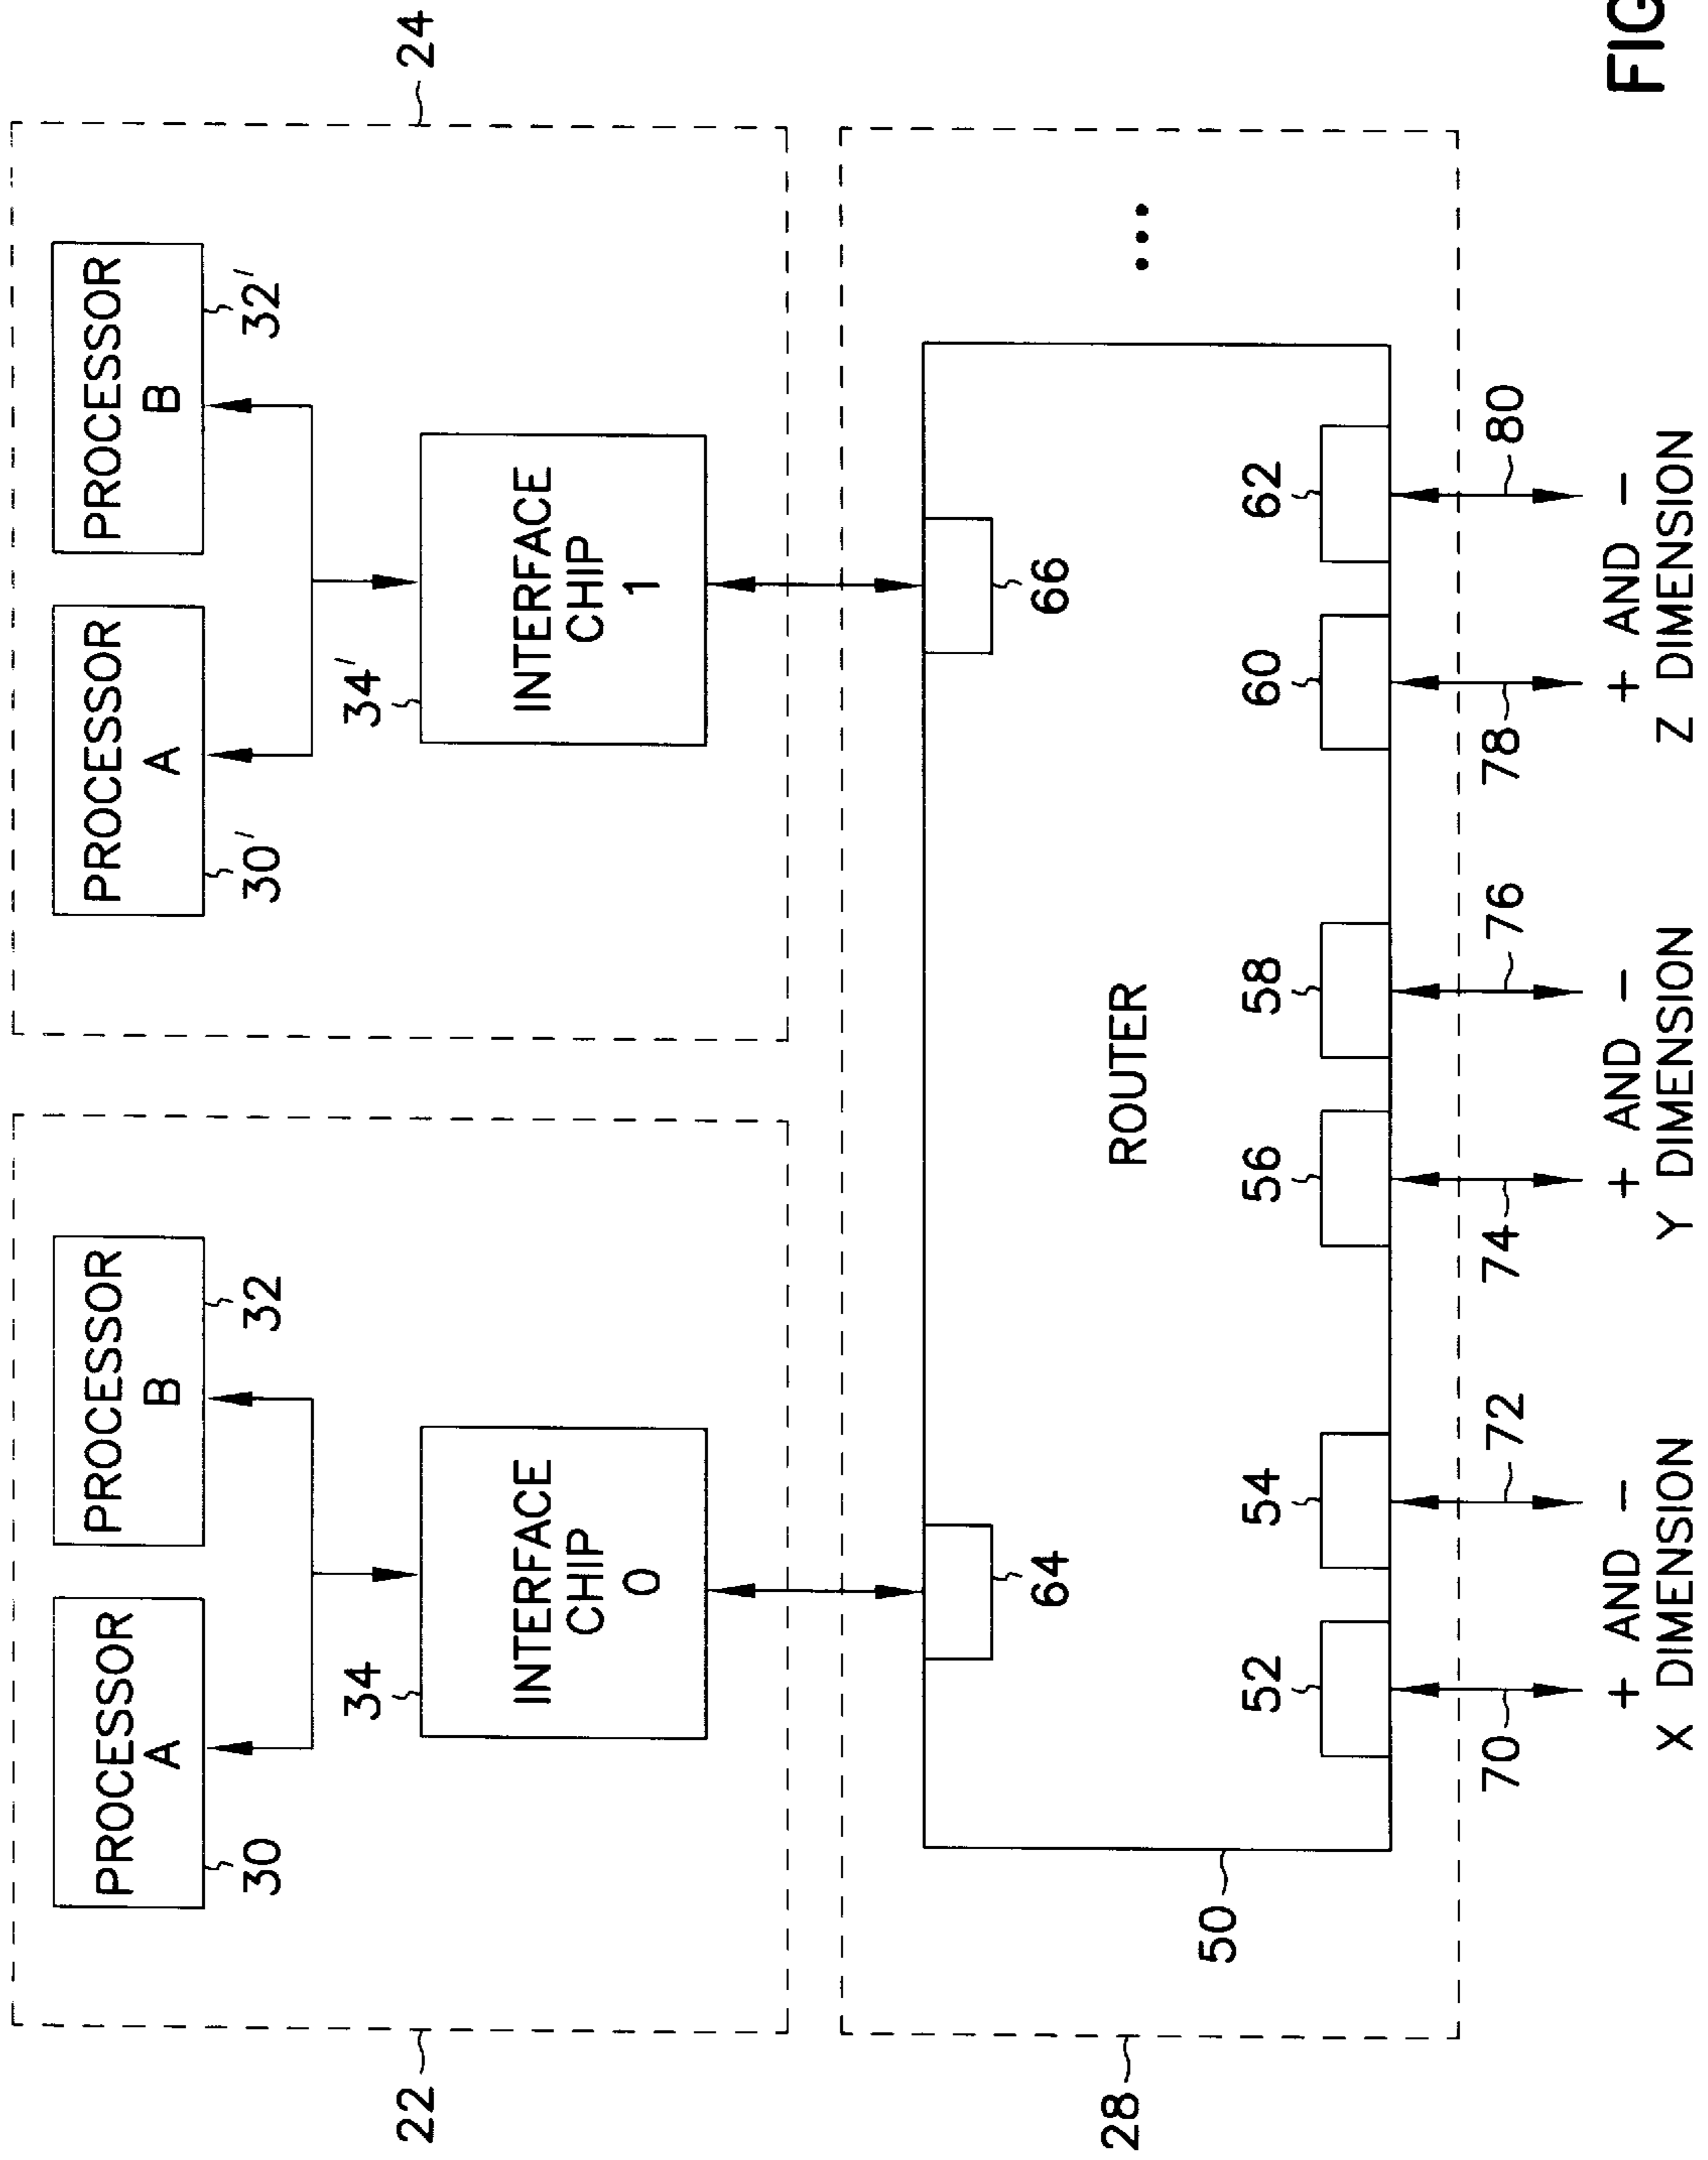 PROCESSOR
A
30
PROCESSOR
B
32
34
INTERFACE
CHIP
0
22
PROCESSOR
A
30'
PROCESSOR
B
32'
34'
INTERFACE
CHIP
1
24
64
66
ROUTER
...
50
28
52
54
56
58
60
62
70
72
74
76
78
80
+ AND -
X DIMENSION
+ AND -
Y DIMENSION
+ AND -
Z DIMENSION
FIG